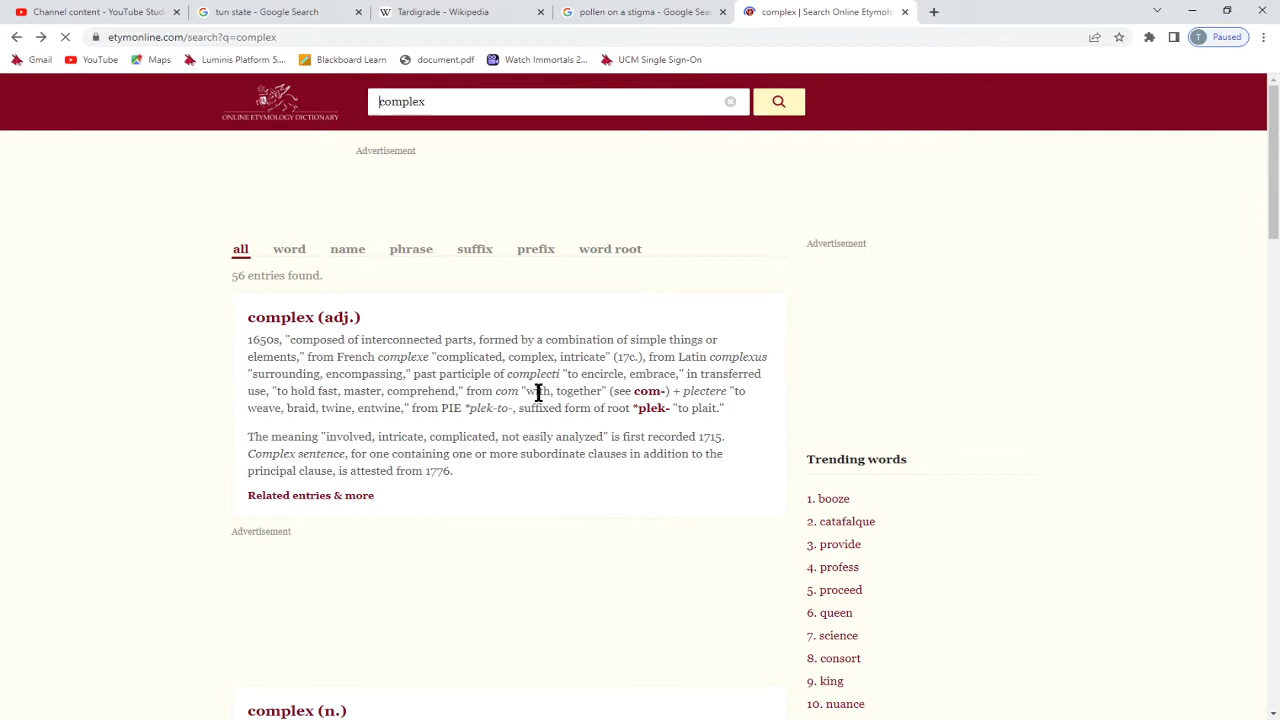 Channel content - YouTube Studi
tun stigma - Google Search
Tardigrade - Wikipedia
pollen on a stigma - Google Sea
complex | Search Online Etymol
etymonline.com/search?q=complex
T Paused
Gmail
YouTube
Maps
Luminis Platform 5....
Blackboard Learn
document.pdf
Watch Immortals 2...
UCM Single Sign-On
ONLINE ETYMOLOGY DICTIONARY
complex
Advertisement
all word name phrase suffix prefix word root
Advertisement
56 entries found.
complex (adj.)
1650s, "composed of interconnected parts, formed by a combination of simple things or
elements," from French complexe "complicated, complex, intricate" (17c.), from Latin complexus
"surrounding, encompassing," past participle of complecti "to encircle, embrace," in transferred
use, "to hold fast, master, comprehend," from com "with, together" (see com-) + plectere "to
weave, braid, twine, entwine," from PIE *plek-to-, suffixed form of root *plek- "to plait."
The meaning "involved, intricate, complicated, not easily analyzed" is first recorded 1715.
Complex sentence, for one containing one or more subordinate clauses in addition to the
principal clause, is attested from 1776.
Related entries & more
Advertisement
complex (n.)
Trending words
1. booze
2. catafalque
3. provide
4. profess
5. proceed
6. queen
7. science
8. consort
9. king
10. nuance